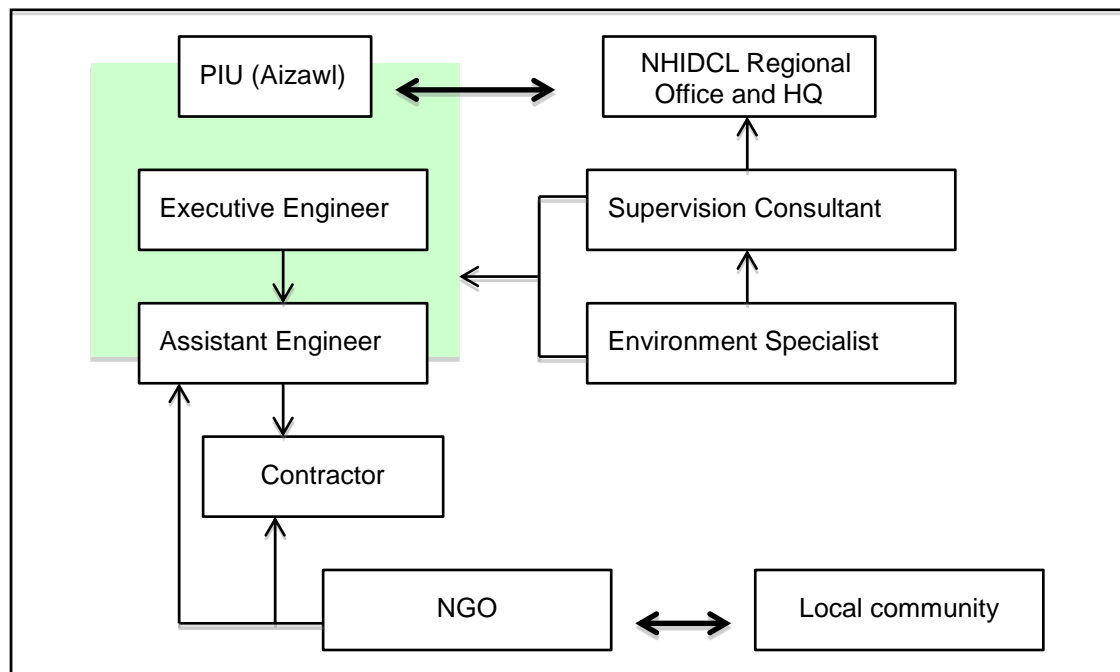 PIU (Aizawl)
NHIDCL Regional
Office and HQ
Executive Engineer
Supervision Consultant
Assistant Engineer
Environment Specialist
Contractor
NGO
Local community